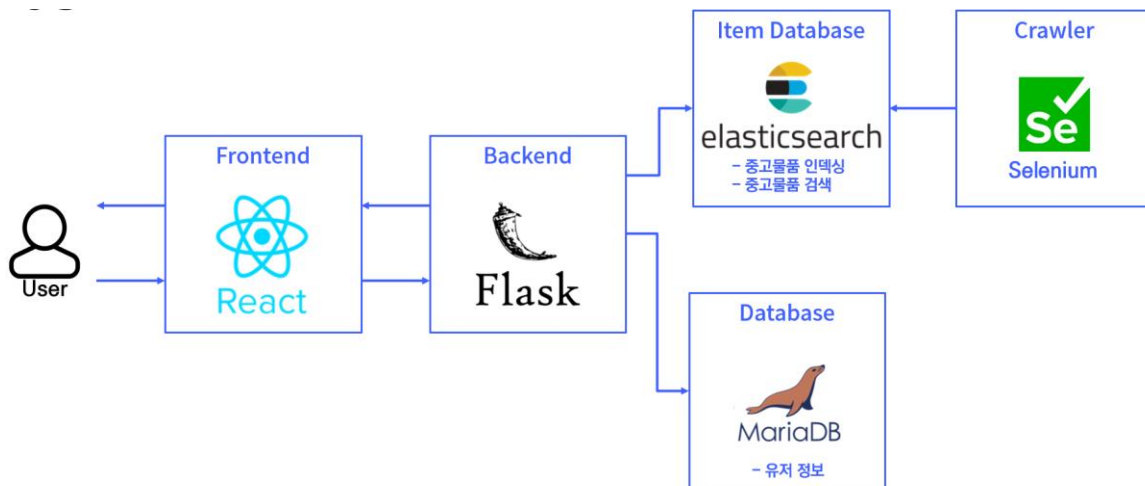 Item Database
Crawler
elasticsearch
- 중고물품 인덱싱
- 중고물품 검색
Se
Selenium
Frontend
Backend
User
React
Flask
Database
MariaDB
- 유저 정보